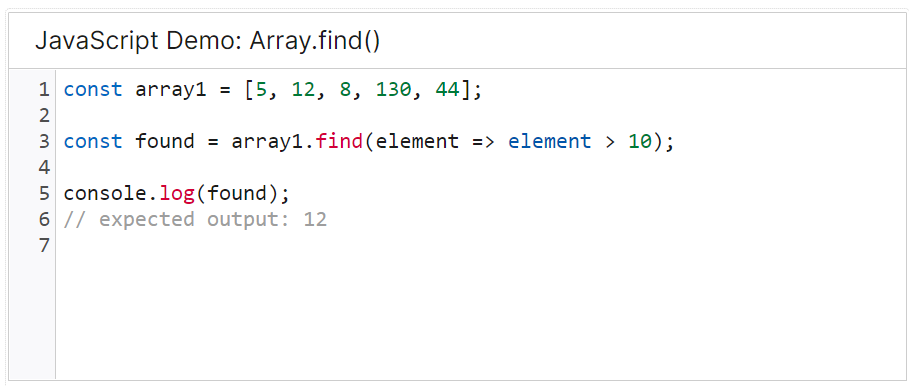 JavaScript Demo: Array.find()
1 const array1 = [5, 12, 8, 130, 44];
2
3 const found = array1.find(element => element > 10);
4
5 console.log(found);
6 // expected output: 12
7